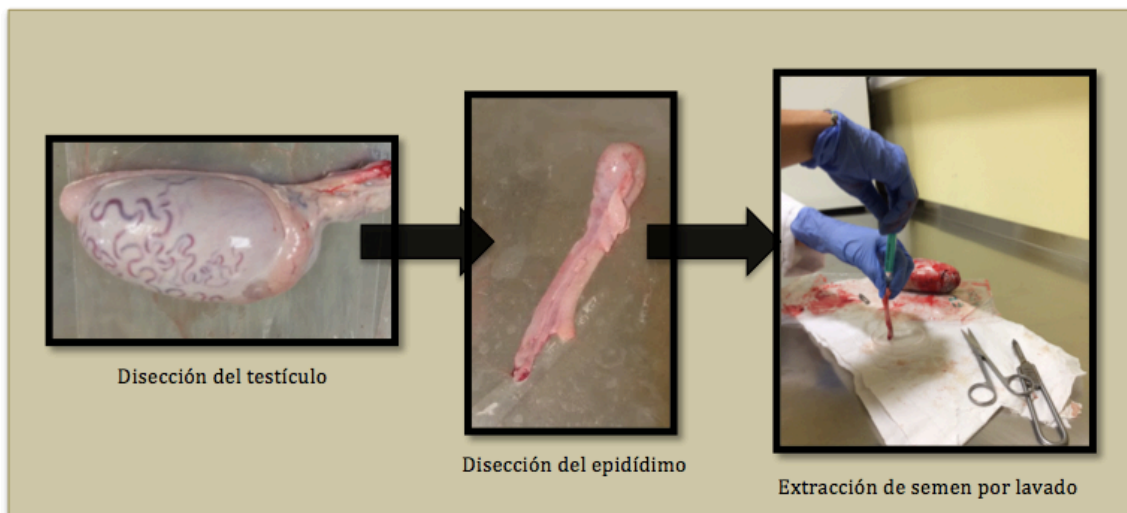 Disección del testículo
Disección del epidídimo
Extracción de semen por lavado